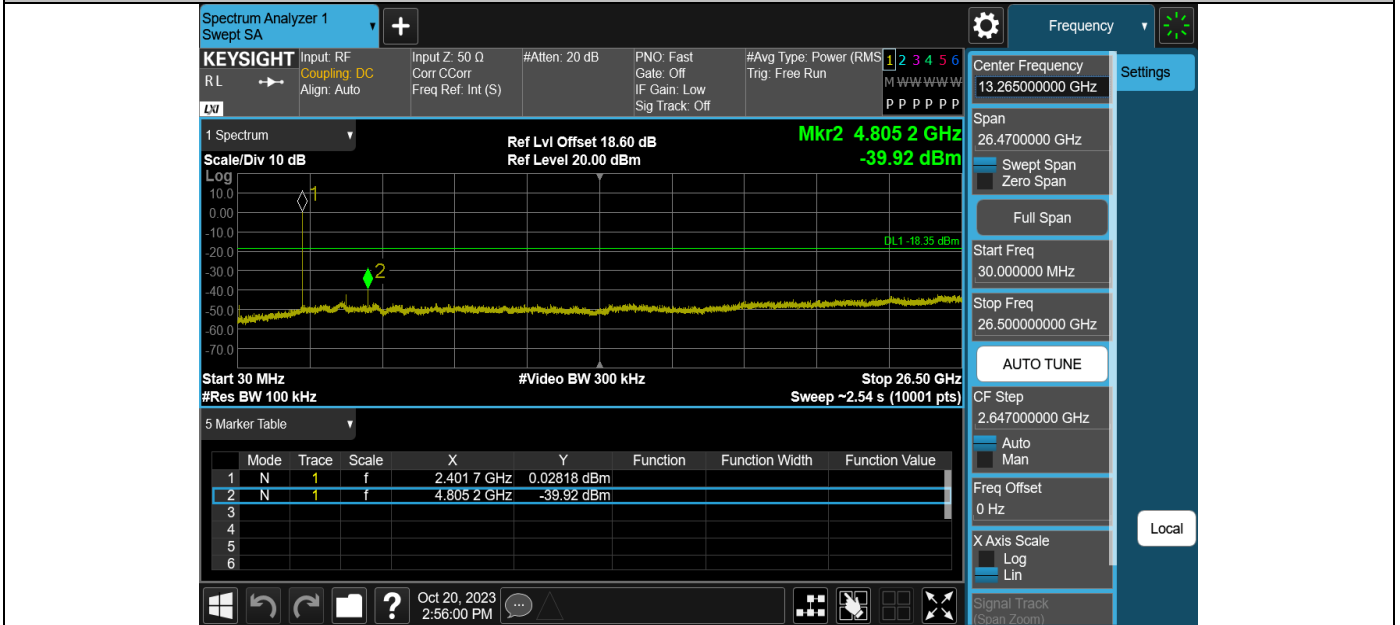 Spectrum Analyzer 1
Swept SA
+
Frequency
KEYSIGHT
RL
LXI
Input: RF
Coupling: DC
Align: Auto
Input Z: 50 Ω
Corr CCorr
Freq Ref: Int (S)
#Atten: 20 dB
PNO: Fast
Gate: Off
IF Gain: Low
Sig Track: Off
#Avg Type: Power (RMS
Trig: Free Run
1 2 3 4 5 6
M W W W W W
P P P P P P
1 Spectrum
Scale/Div 10 dB
Ref Lvl Offset 18.60 dB
Ref Level 20.00 dBm
Mkr2 4.805 2 GHz
-39.92 dBm
Log
10.0
0.00
-10.0
-20.0
-30.0
-40.0
-50.0
-60.0
-70.0
1
2
DL1 -18.35 dBm
Start 30 MHz
#Video BW 300 kHz
Stop 26.50 GHz
#Res BW 100 kHz
Sweep ~2.54 s (10001 pts)
5 Marker Table
Mode Trace Scale X Y Function Function Width Function Value
1 N 1 f 2.401 7 GHz 0.02818 dBm
2 N 1 f 4.805 2 GHz -39.92 dBm
3
4
5
6
?
Oct 20, 2023
2:56:00 PM
Center Frequency
13.265000000 GHz
Settings
Span
26.4700000 GHz
Swept Span
Zero Span
Full Span
Start Freq
30.000000 MHz
Stop Freq
26.500000000 GHz
AUTO TUNE
CF Step
2.647000000 GHz
Auto
Man
Freq Offset
0 Hz
X Axis Scale
Log
Lin
Signal Track
(Span Zoom)
Local